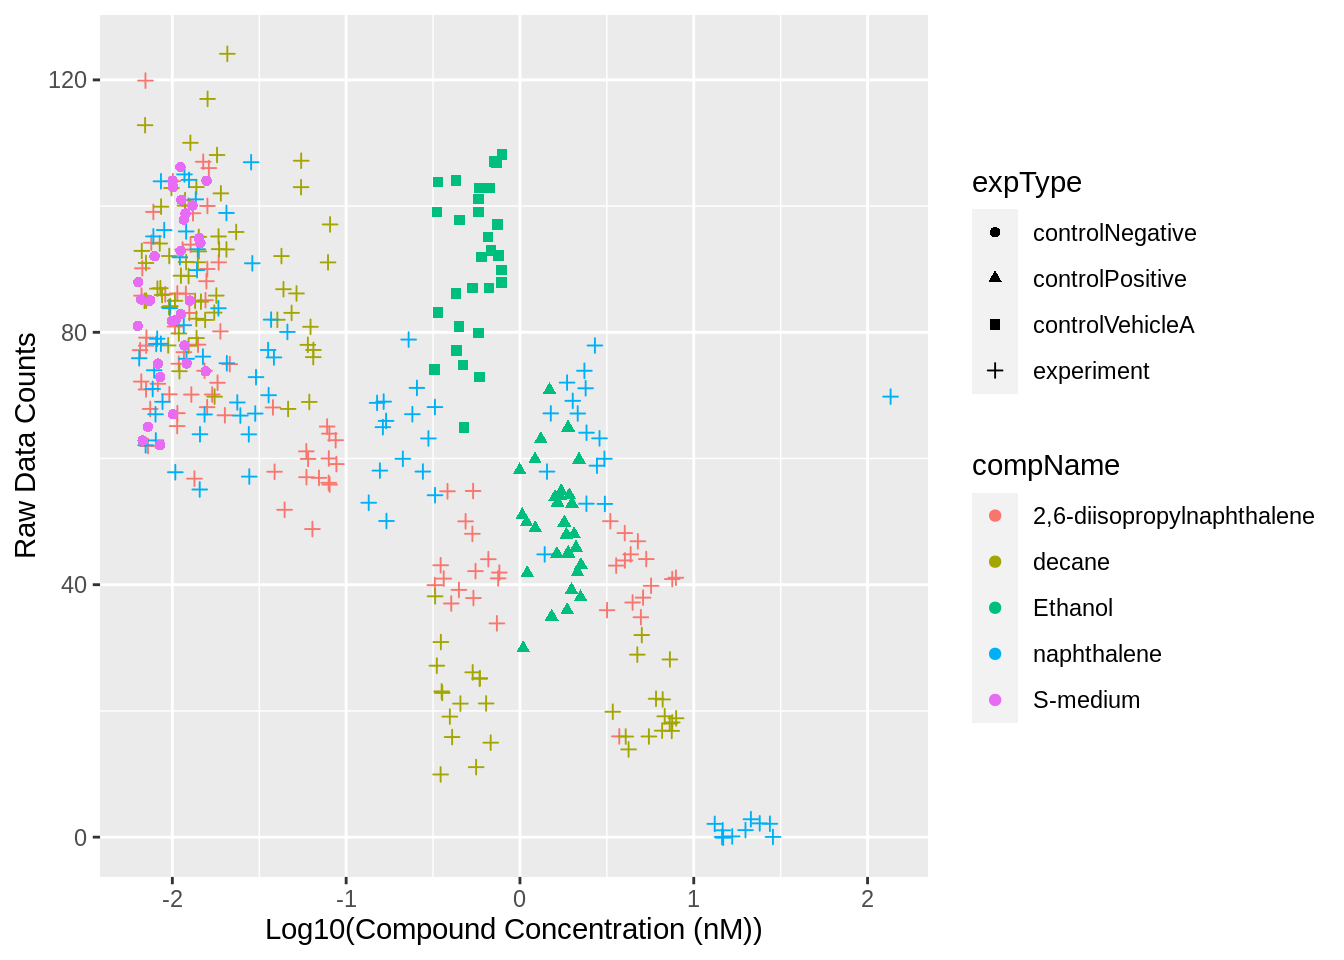 120
80
40
0
-2
-1
0
1
2
Raw Data Counts
Log10(Compound Concentration (nM))
expType
controlNegative
controlPositive
controlVehicleA
experiment
compName
2,6-diisopropylnaphthalene
decane
Ethanol
naphthalene
S-medium